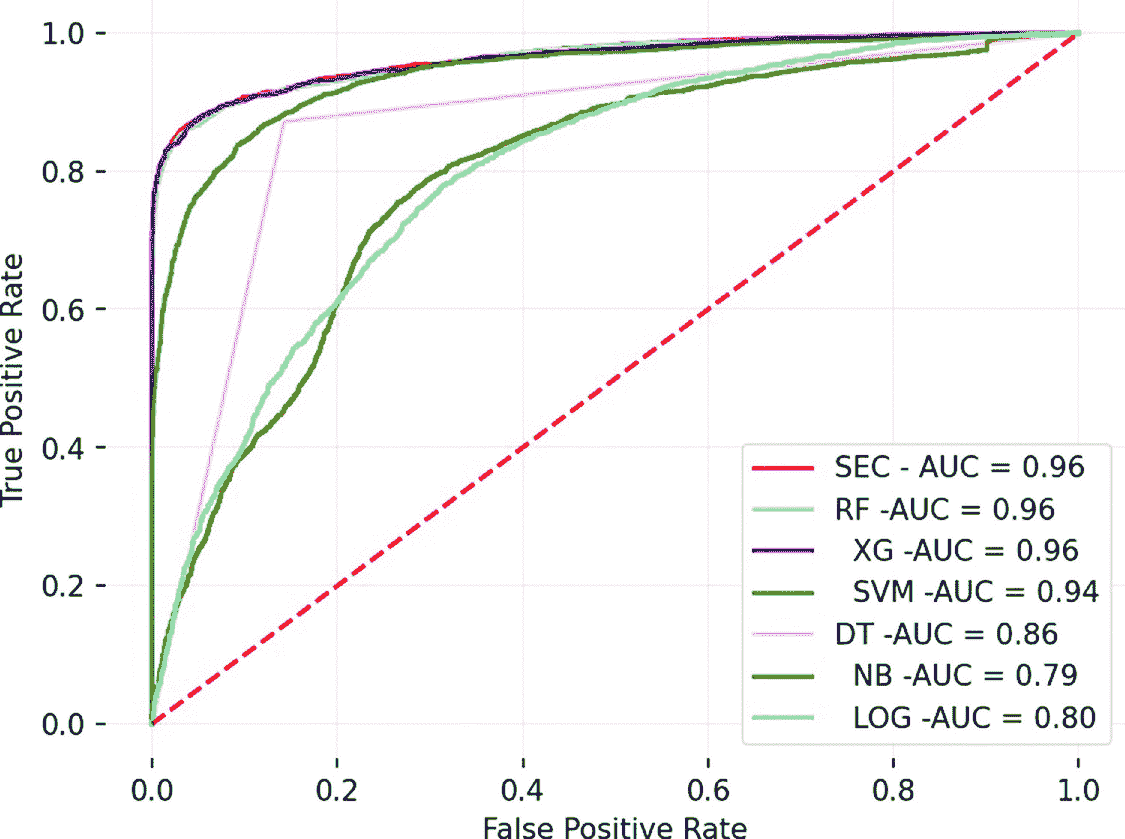 1.0
0.8
0.6
0.4
0.2
0.0
True Positive Rate
SEC - AUC = 0.96
RF -AUC = 0.96
XG -AUC = 0.96
SVM -AUC = 0.94
DT -AUC = 0.86
NB -AUC = 0.79
LOG -AUC = 0.80
0.0 0.2 0.4 0.6 0.8 1.0
False Positive Rate